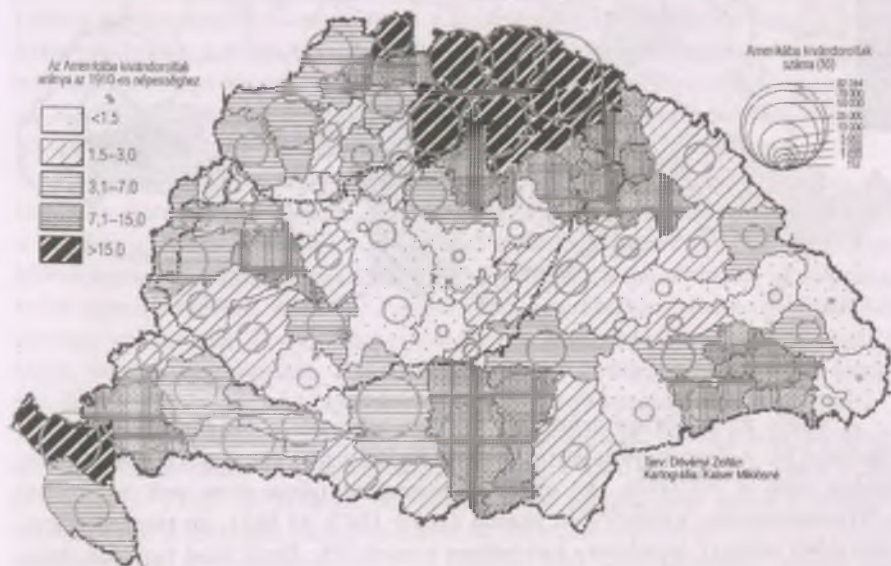 Az Amerikába kivándoroltak
aránya az 1910-es népességhez
%
<1.5
1.5–3,0
3,1–7.0
7,1–15.0
>15.0
Amerikába kivándoroltak
száma (fő)
Terv: Dövényi Zoltán
Kartográfia: Kaiser Miklósné